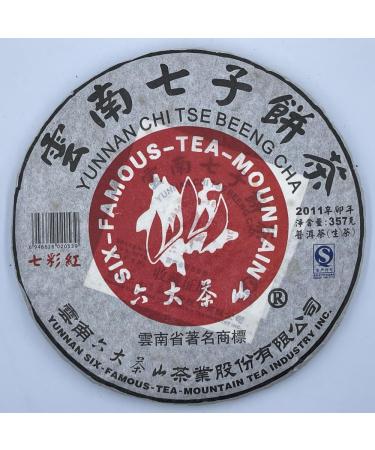 雲南七子餅茶
YUNNAN CHI TSE BEENG CHA
SIX-FAMOUS-TEA-MOUNTAIN
六大茶山
®
2011年卯年
淨含量:357克
普洱茶(生茶)
七彩紅
雲南省著名商標
雲南六大茶山茶業股份有限公司
YUNNAN SIX-FAMOUS-TEA-MOUNTAIN TEA INDUSTRY INC.